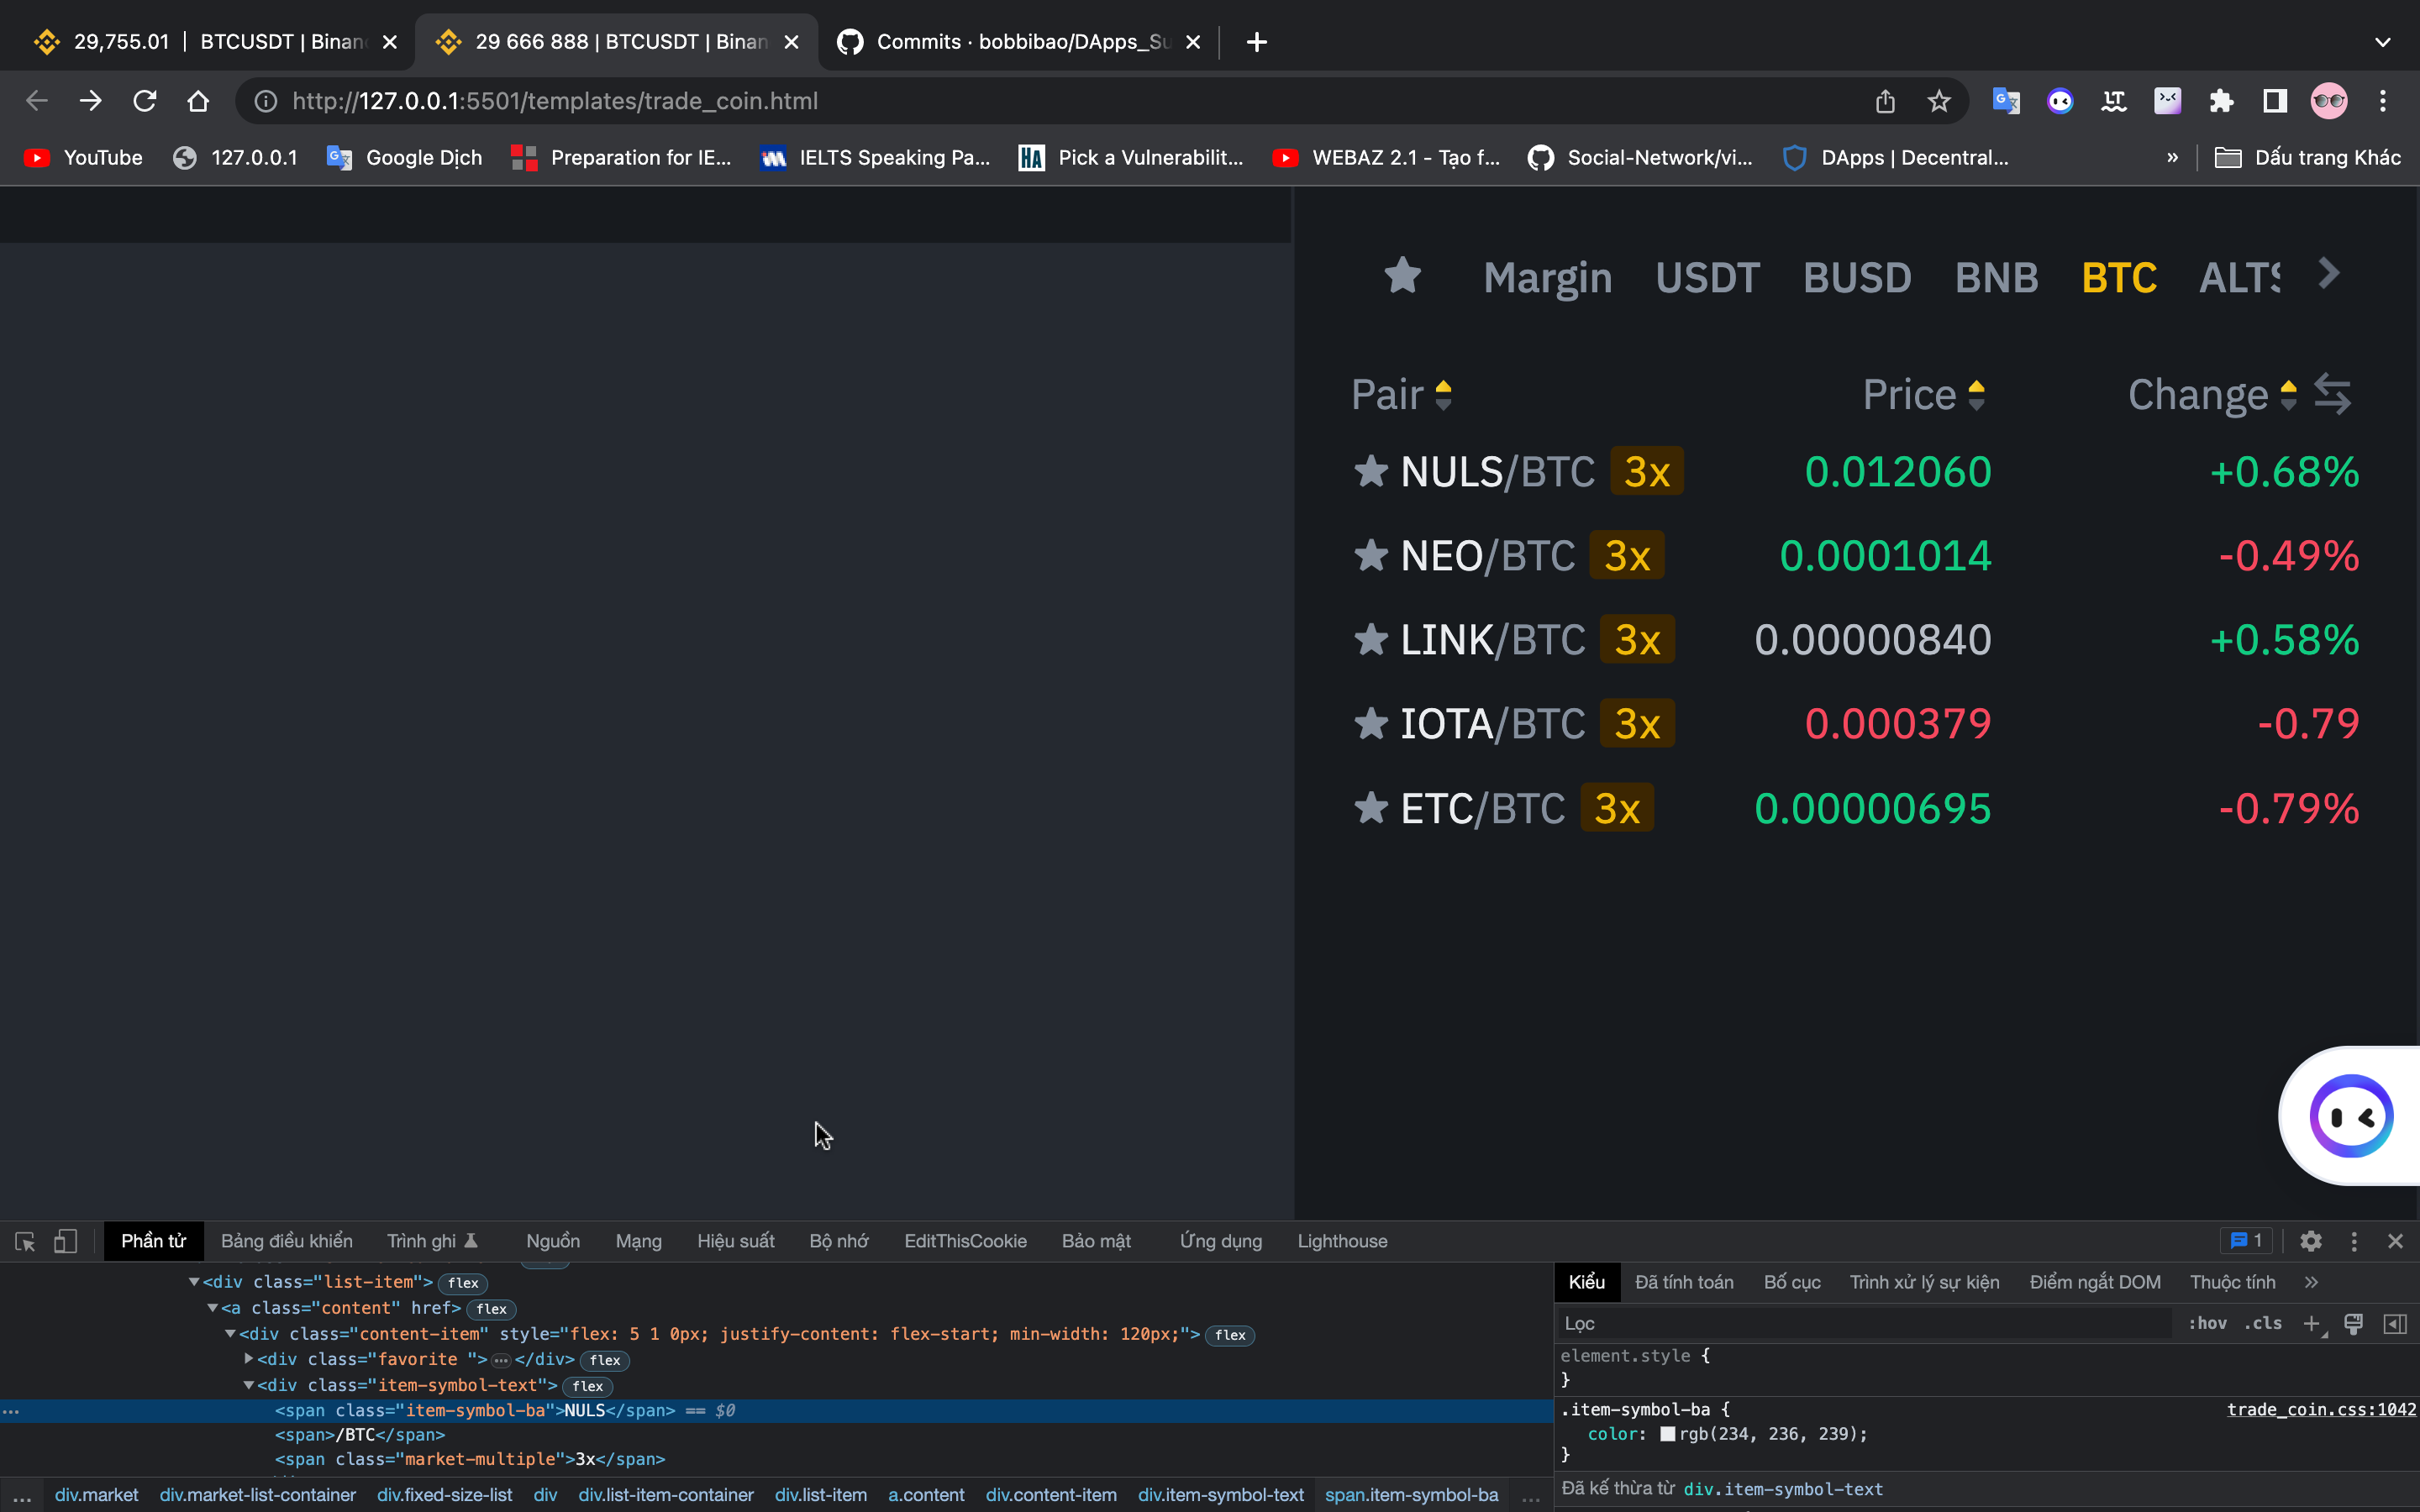 29,755.01 | BTCUSDT | Binan
29 666 888 | BTCUSDT | Binan
Commits · bobbibao/DApps_Su
http://127.0.0.1:5501/templates/trade_coin.html
YouTube
127.0.0.1
Google Dịch
Preparation for IE...
IELTS Speaking Pa...
Pick a Vulnerabilit...
WEBAZ 2.1 - Tạo f...
Social-Network/vi...
DApps | Decentral...
»
Dấu trang Khác
Margin USDT BUSD BNB BTC ALTS
Pair Price Change
NULS/BTC 3x 0.012060 +0.68%
NEO/BTC 3x 0.0001014 -0.49%
LINK/BTC 3x 0.00000840 +0.58%
IOTA/BTC 3x 0.000379 -0.79
ETC/BTC 3x 0.00000695 -0.79%
Phần tử Bảng điều khiển Trình ghi Nguồn Mạng Hiệu suất Bộ nhớ EditThisCookie Bảo mật Ứng dụng Lighthouse 1
<div class="list-item"> flex
<a class="content" href> flex
<div class="content-item" style="flex: 5 1 0px; justify-content: flex-start; min-width: 120px;"> flex
<div class="favorite "> … </div> flex
<div class="item-symbol-text"> flex
... <span class="item-symbol-ba">NULS</span> == $0
<span>/BTC</span>
<span class="market-multiple">3x</span>
... div.market div.market-list-container div.fixed-size-list div div.list-item-container div.list-item a.content div.content-item div.item-symbol-text span.item-symbol-ba ...
Kiểu Đã tính toán Bố cục Trình xử lý sự kiện Điểm ngắt DOM Thuộc tính »
Lọc :hov .cls
element.style {
}
.item-symbol-ba { trade_coin.css:1042
color: rgb(234, 236, 239);
}
Đã kế thừa từ div.item-symbol-text